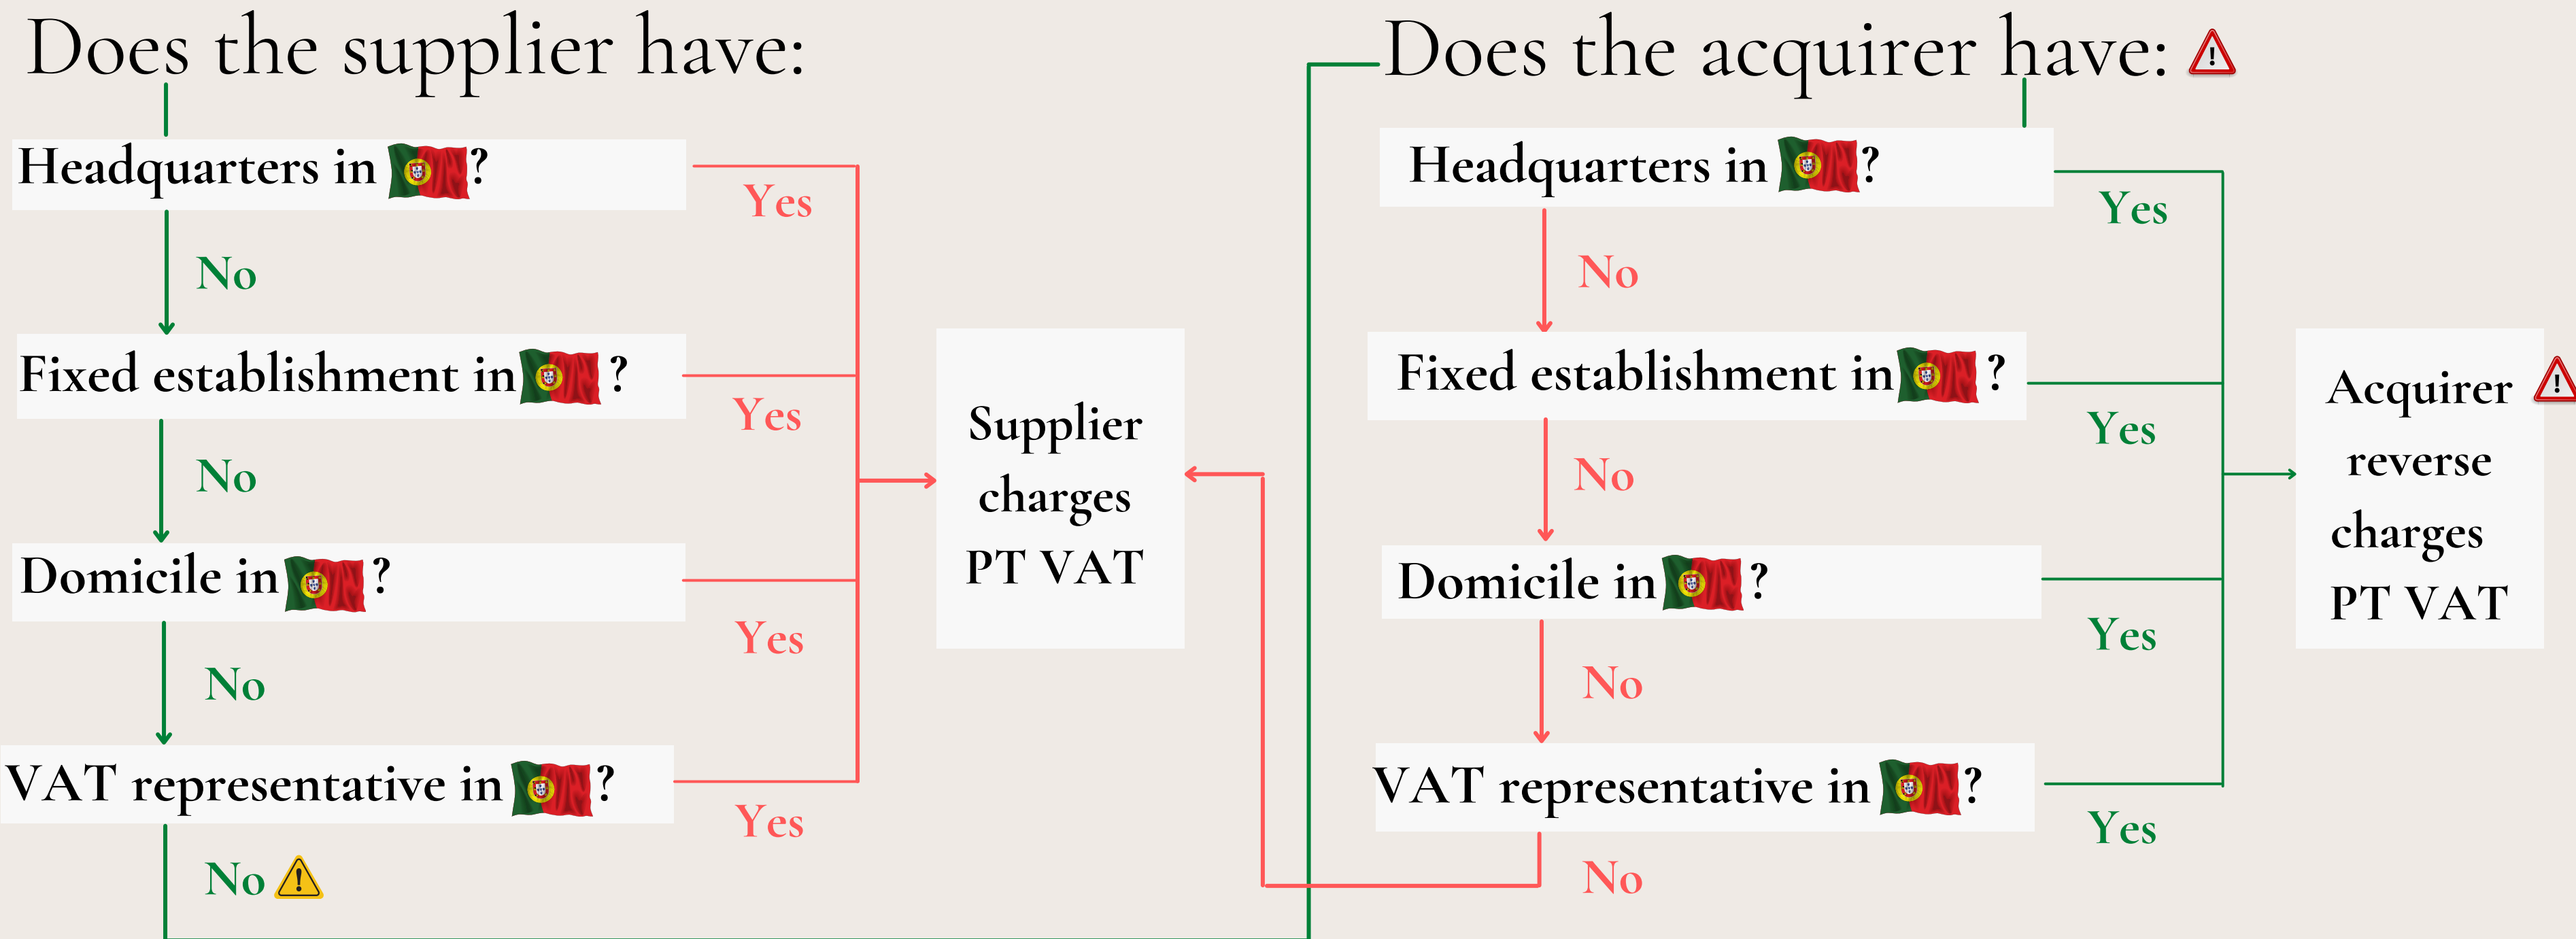 Does the supplier have:
Headquarters in ?
Yes
No
Fixed establishment in ?
Yes
No
Domicile in ?
Yes
No
VAT representative in ?
Yes
No
Supplier
charges
PT VAT
Does the acquirer have:
Headquarters in ?
Yes
No
Fixed establishment in ?
Yes
No
Domicile in ?
Yes
No
VAT representative in ?
Yes
No
Acquirer
reverse
charges
PT VAT